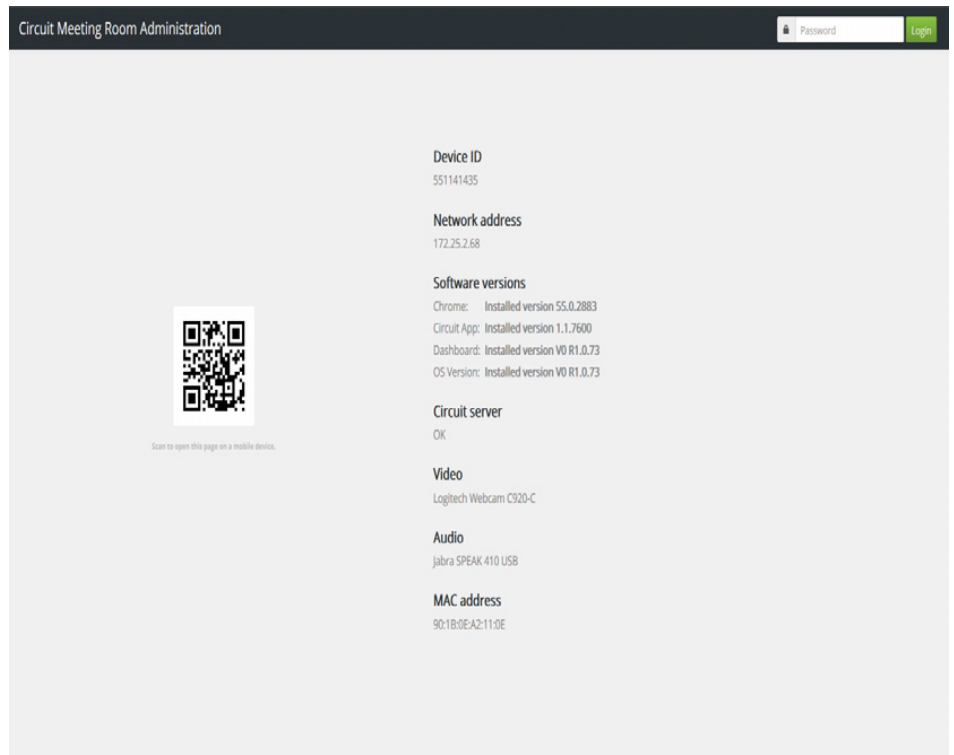 Circuit Meeting Room Administration
Password
Login
Device ID
551141435
Network address
172.25.2.68
Software versions
Chrome: Installed version 55.0.2883
Circuit App: Installed version 1.1.7600
Dashboard: Installed version V0 R1.0.73
OS Version: Installed version V0 R1.0.73
Circuit server
OK
Scan to open this page on a mobile device.
Video
Logitech Webcam C920-C
Audio
Jabra SPEAK 410 USB
MAC address
90:1B:0E:A2:11:0E